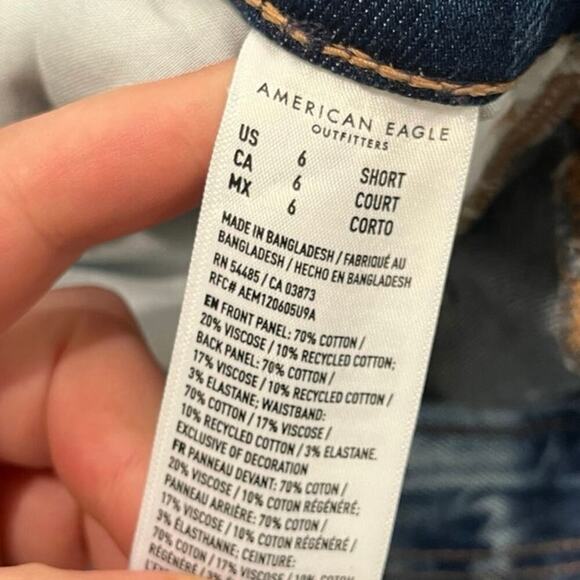 AMERICAN EAGLE
OUTFITTERS
US 6 SHORT
CA 6 COURT
MX 6 CORTO
MADE IN BANGLADESH / FABRIQUÉ AU
BANGLADESH / HECHO EN BANGLADESH
RN 54485 / CA 03873
RFC# AEM120605U9A
EN FRONT PANEL: 70% COTTON /
20% VISCOSE / 10% RECYCLED COTTON;
BACK PANEL: 70% COTTON /
17% VISCOSE / 10% RECYCLED COTTON /
3% ELASTANE; WAISTBAND:
70% COTTON / 17% VISCOSE /
10% RECYCLED COTTON / 3% ELASTANE.
EXCLUSIVE OF DECORATION
FR PANNEAU DEVANT: 70% COTON /
20% VISCOSE / 10% COTON RÉGÉNÉRÉ;
PANNEAU ARRIÈRE: 70% COTON /
17% VISCOSE / 10% COTON RÉGÉNÉRÉ /
3% ÉLASTHANNE; CEINTURE:
70% COTON / 17% VISCOSE /
RÉGÉNÉRÉ / 3%